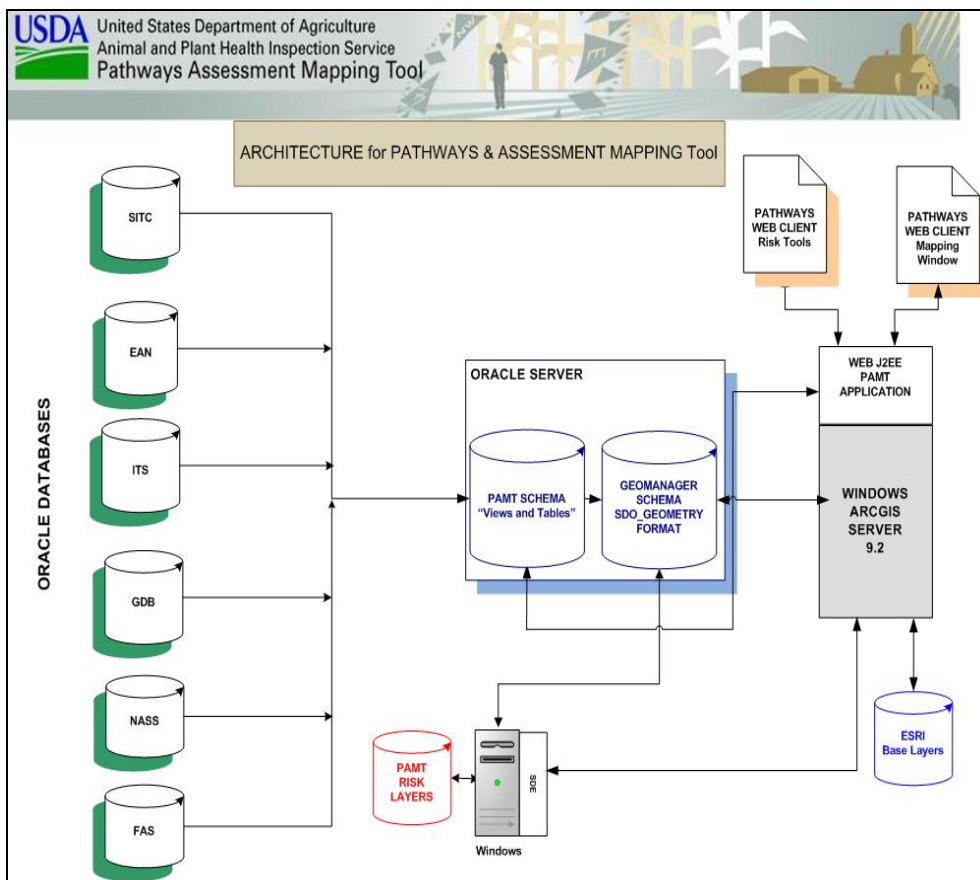 USDA
United States Department of Agriculture
Animal and Plant Health Inspection Service
Pathways Assessment Mapping Tool
ARCHITECTURE for PATHWAYS & ASSESSMENT MAPPING Tool
ORACLE DATABASES
SITC
EAN
ITS
GDB
NASS
FAS
ORACLE SERVER
PAMT SCHEMA
“Views and Tables”
GEOMANAGER
SCHEMA
SDO_GEOMETRY
FORMAT
PATHWAYS
WEB CLIENT
Risk Tools
PATHWAYS
WEB CLIENT
Mapping
Window
WEB J2EE
PAMT
APPLICATION
WINDOWS
ARCGIS
SERVER
9.2
PAMT
RISK
LAYERS
SDE
Windows
ESRI
Base Layers